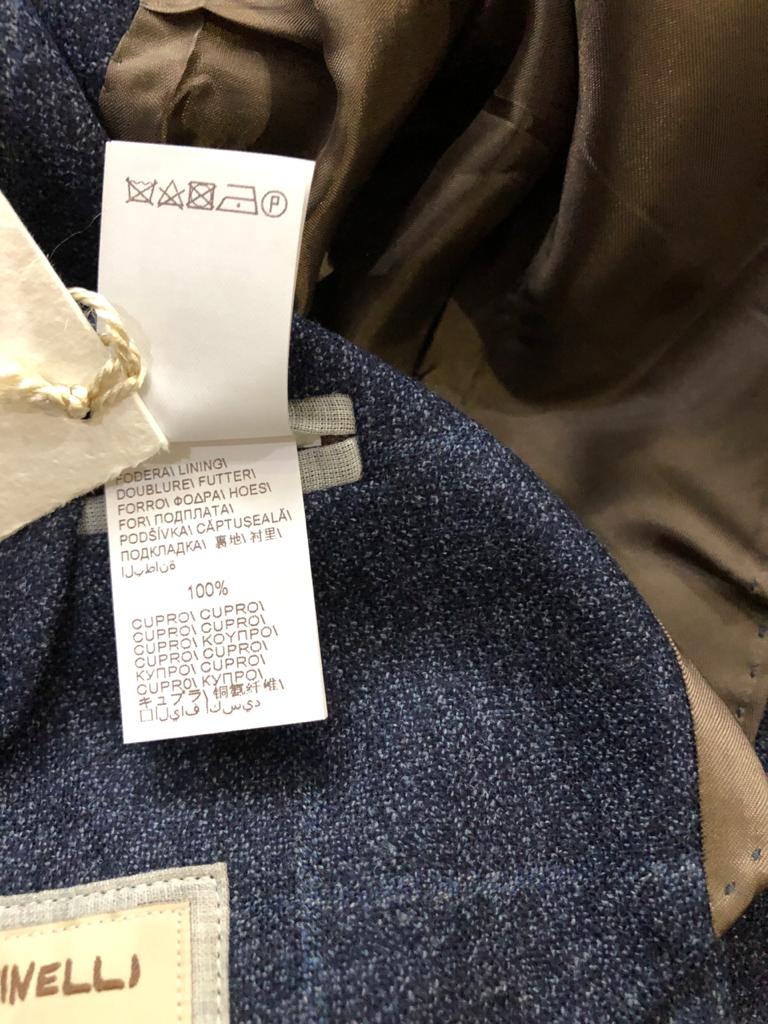 P
FODERA\ LINING\
DOUBLURE\ FUTTER\
FORRO\ ΦΟΔΡΑ\ HOES\
FOR\ ПОДПЛАТА\
PODŠÍVKA\ CĂPTUŞEALĂ\
ПОДКЛАДКА\ 裏地\ 衬里\
البطانة
100%
CUPRO\ CUPRO\
CUPRO\ CUPRO\
CUPRO\ ΚΟΥΠΡΟ\
CUPRO\ CUPRO\
КУПРО\ CUPRO\
CUPRO\ КУПРО\
キュプラ\ 铜氨纤维\
الياف اكسيد
INELLI